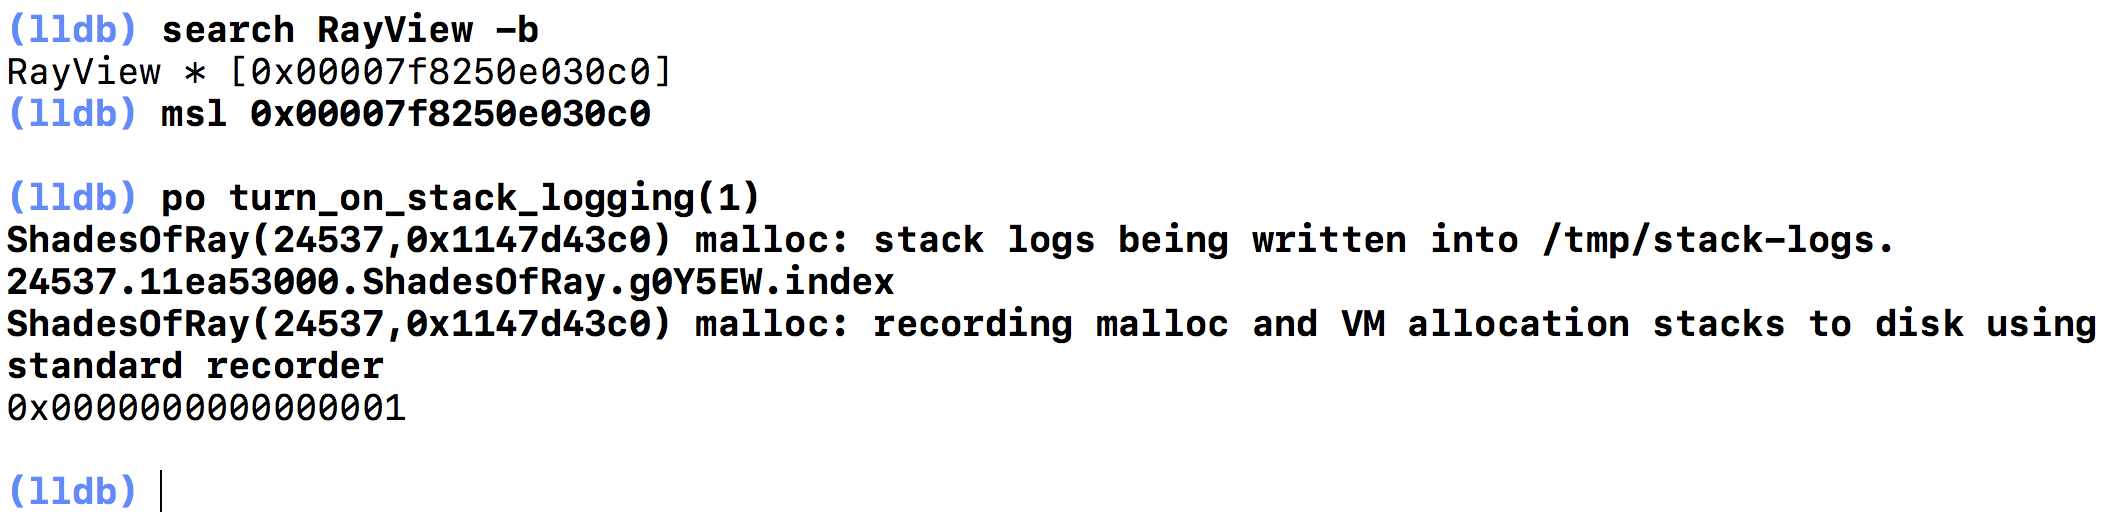 (lldb) search RayView -b
RayView * [0x00007f8250e030c0]
(lldb) msl 0x00007f8250e030c0
(lldb) po turn_on_stack_logging(1)
ShadesOfRay(24537,0x1147d43c0) malloc: stack logs being written into /tmp/stack-logs.
24537.11ea53000.ShadesOfRay.g0Y5EW.index
ShadesOfRay(24537,0x1147d43c0) malloc: recording malloc and VM allocation stacks to disk using
standard recorder
0x0000000000000001
(lldb)